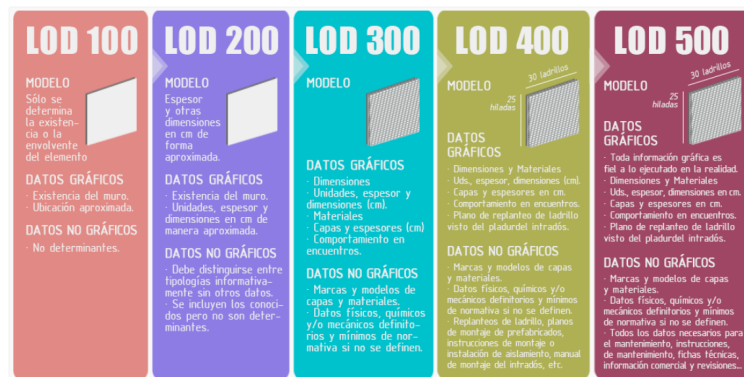 LOD 100
MODELO
Sólo se
determina
la existen-
cia o la
envolvente
del elemento
DATOS GRÁFICOS
· Existencia del muro.
· Ubicación aproximada.
DATOS NO GRÁFICOS
· No determinantes.
LOD 200
MODELO
Espesor
y otras
dimensiones
en cm de
forma
aproximada.
DATOS GRÁFICOS
· Existencia del muro.
· Unidades, espesor y
dimensiones en cm de
manera aproximada.
DATOS NO GRÁFICOS
· Debe distinguirse entre
tipologías informativa-
mente sin otros datos.
· Se incluyen los conoci-
dos pero no son deter-
minantes.
LOD 300
MODELO
DATOS GRÁFICOS
· Dimensiones
· Unidades, espesor y
dimensiones (cm).
· Materiales
· Capas y espesores (cm)
· Comportamiento en
encuentros.
DATOS NO GRÁFICOS
· Marcas y modelos de
capas y materiales.
· Datos físicos, químicos
y/o mecánicos definito-
rios y mínimos de nor-
mativa si no se definen.
LOD 400
MODELO
30 ladrillos
25
hiladas
DATOS
GRÁFICOS
· Dimensiones y Materiales
· Uds., espesor, dimensiones (cm).
· Capas y espesores en cm.
· Comportamiento en encuentros.
· Plano de replanteo de ladrillo
visto del pladurdel intradós.
DATOS NO GRÁFICOS
· Marcas y modelos de capas
y materiales.
· Datos físicos, químicos y/o
mecánicos definitorios y mínimos
de normativa si no se definen.
· Replanteos de ladrillo, planos
de montaje de prefabricados,
instrucciones de montaje o
instalación de aislamiento, manual
de montaje del intradós, etc.
LOD 500
MODELO
30 ladrillos
25
hiladas
DATOS
GRÁFICOS
· Toda información gráfica es
fiel a lo ejecutado en la realidad.
· Dimensiones y Materiales
· Uds., espesor, dimensiones en cm.
· Capas y espesores en cm.
· Comportamiento en encuentros.
· Plano de replanteo de ladrillo
visto del pladurdel intradós.
DATOS NO GRÁFICOS
· Marcas y modelos de capas
y materiales.
· Datos físicos, químicos y/o
mecánicos definitorios y mínimos
de normativa si no se definen.
· Todos los datos necesarios para
el mantenimiento, instrucciones,
de mantenimiento, fichas técnicas,
información comercial y revisiones...